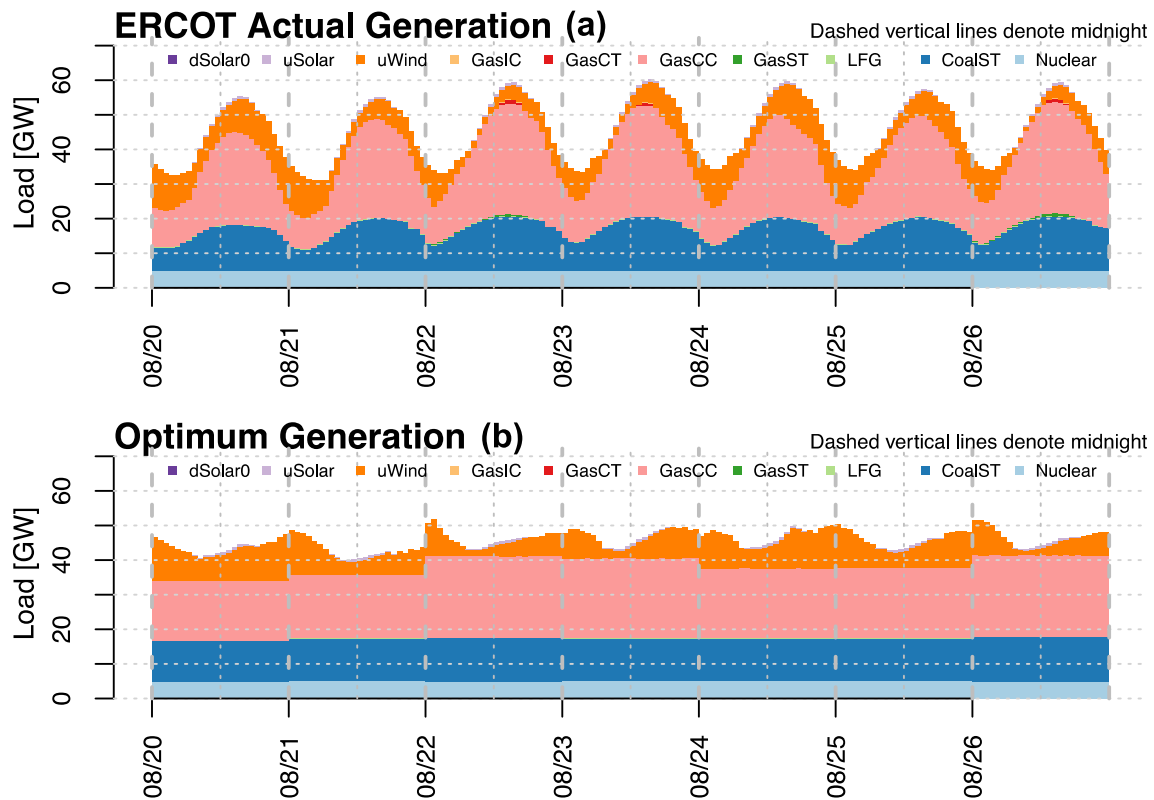 ERCOT Actual Generation (a)
Dashed vertical lines denote midnight
dSolar0 uSolar uWind GasIC GasCT GasCC GasST LFG CoalST Nuclear
Load [GW]
60
40
20
0
08/20 08/21 08/22 08/23 08/24 08/25 08/26
Optimum Generation (b)
Dashed vertical lines denote midnight
dSolar0 uSolar uWind GasIC GasCT GasCC GasST LFG CoalST Nuclear
Load [GW]
60
40
20
0
08/20 08/21 08/22 08/23 08/24 08/25 08/26